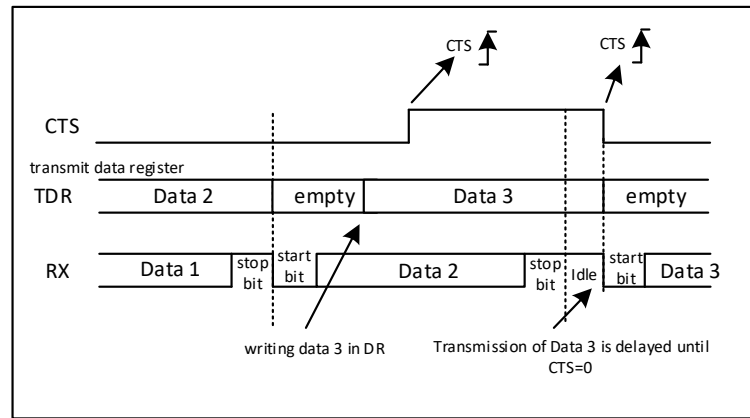 CTS
CTS
CTS
transmit data register
TDR
Data 2
empty
Data 3
empty
RX
Data 1
stop
bit
start
bit
Data 2
stop
bit
Idle
start
bit
Data 3
writing data 3 in DR
Transmission of Data 3 is delayed until
CTS=0